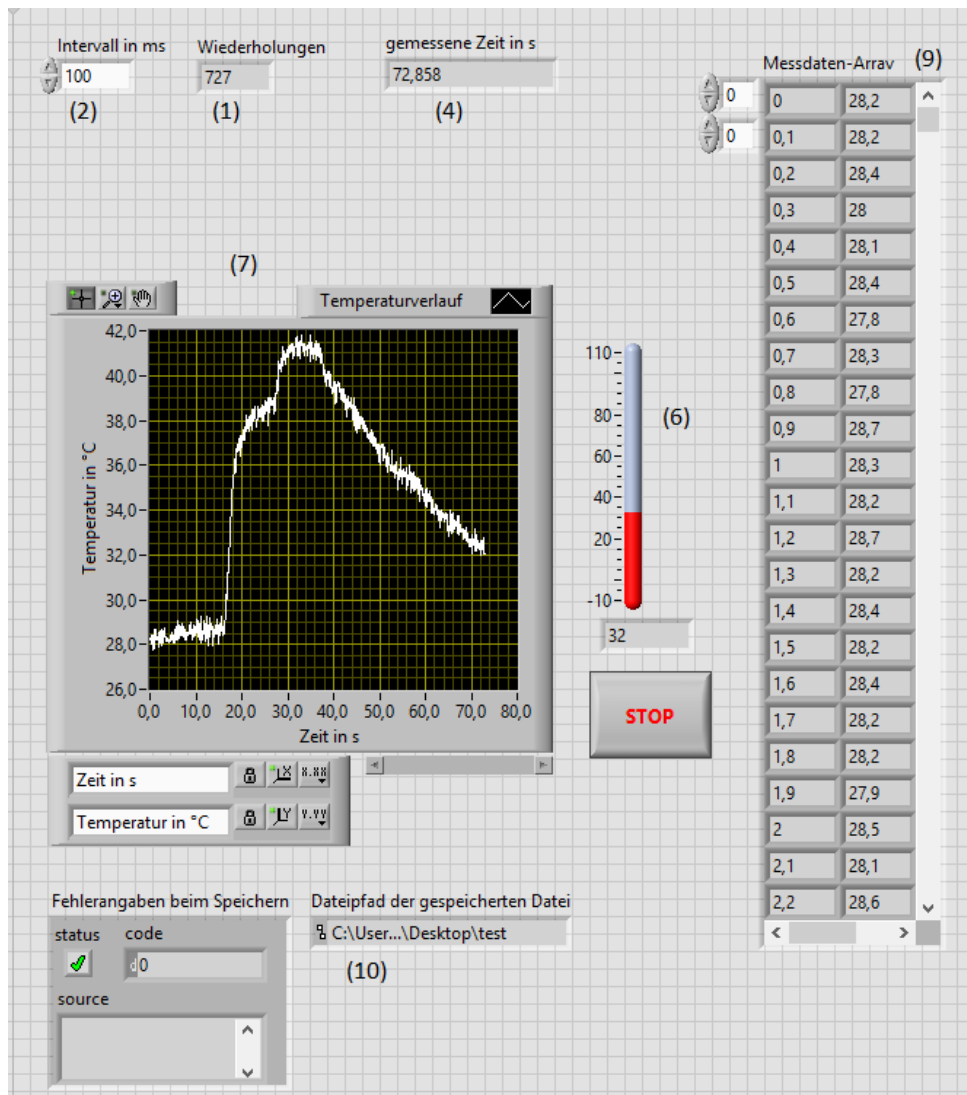 Intervall in ms
100
(2)
Wiederholungen
727
(1)
gemessene Zeit in s
72,858
(4)
Messdaten-Arrav
(9)
0
0
0 28,2
0,1 28,2
0,2 28,4
0,3 28
0,4 28,1
0,5 28,4
0,6 27,8
0,7 28,3
0,8 27,8
0,9 28,7
1 28,3
1,1 28,2
1,2 28,7
1,3 28,2
1,4 28,4
1,5 28,2
1,6 28,4
1,7 28,2
1,8 28,2
1,9 27,9
2 28,5
2,1 28,1
2,2 28,6
(7)
Temperaturverlauf
Temperatur in °C
42,0
40,0
38,0
36,0
34,0
32,0
30,0
28,0
26,0
0,0 10,0 20,0 30,0 40,0 50,0 60,0 70,0 80,0
Zeit in s
110
80
60
40
20
-10
(6)
32
STOP
Zeit in s
X.XX
Temperatur in °C
Y.YY
Fehlerangaben beim Speichern
status code
d 0
source
Dateipfad der gespeicherten Datei
C:\User...\Desktop\test
(10)